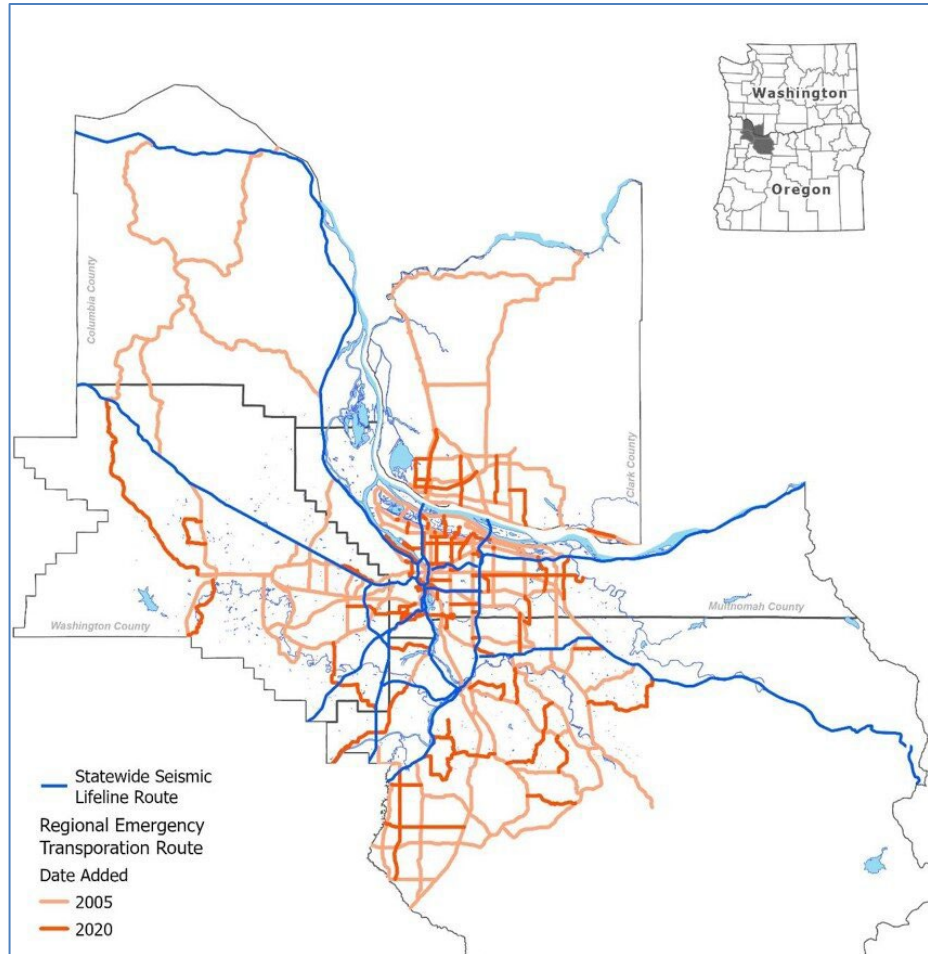 Washington
Oregon
Columbia County
Clark County
Multnomah County
Washington County
Statewide Seismic
Lifeline Route
Regional Emergency
Transporation Route
Date Added
2005
2020